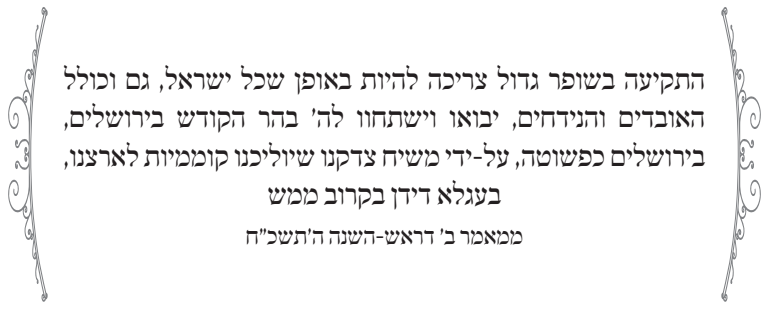 התקיעה בשופר גדול צריכה להיות באופן שכל ישראל, גם וכולל
האובדים והנידחים, יבואו וישתחוו לה' בהר הקודש בירושלים,
בירושלים כפשוטה, על-ידי משיח צדקנו שיוליכנו קוממיות לארצנו,
בעגלא דידן בקרוב ממש
ממאמר ב' דראש-השנה ה'תשכ"ח